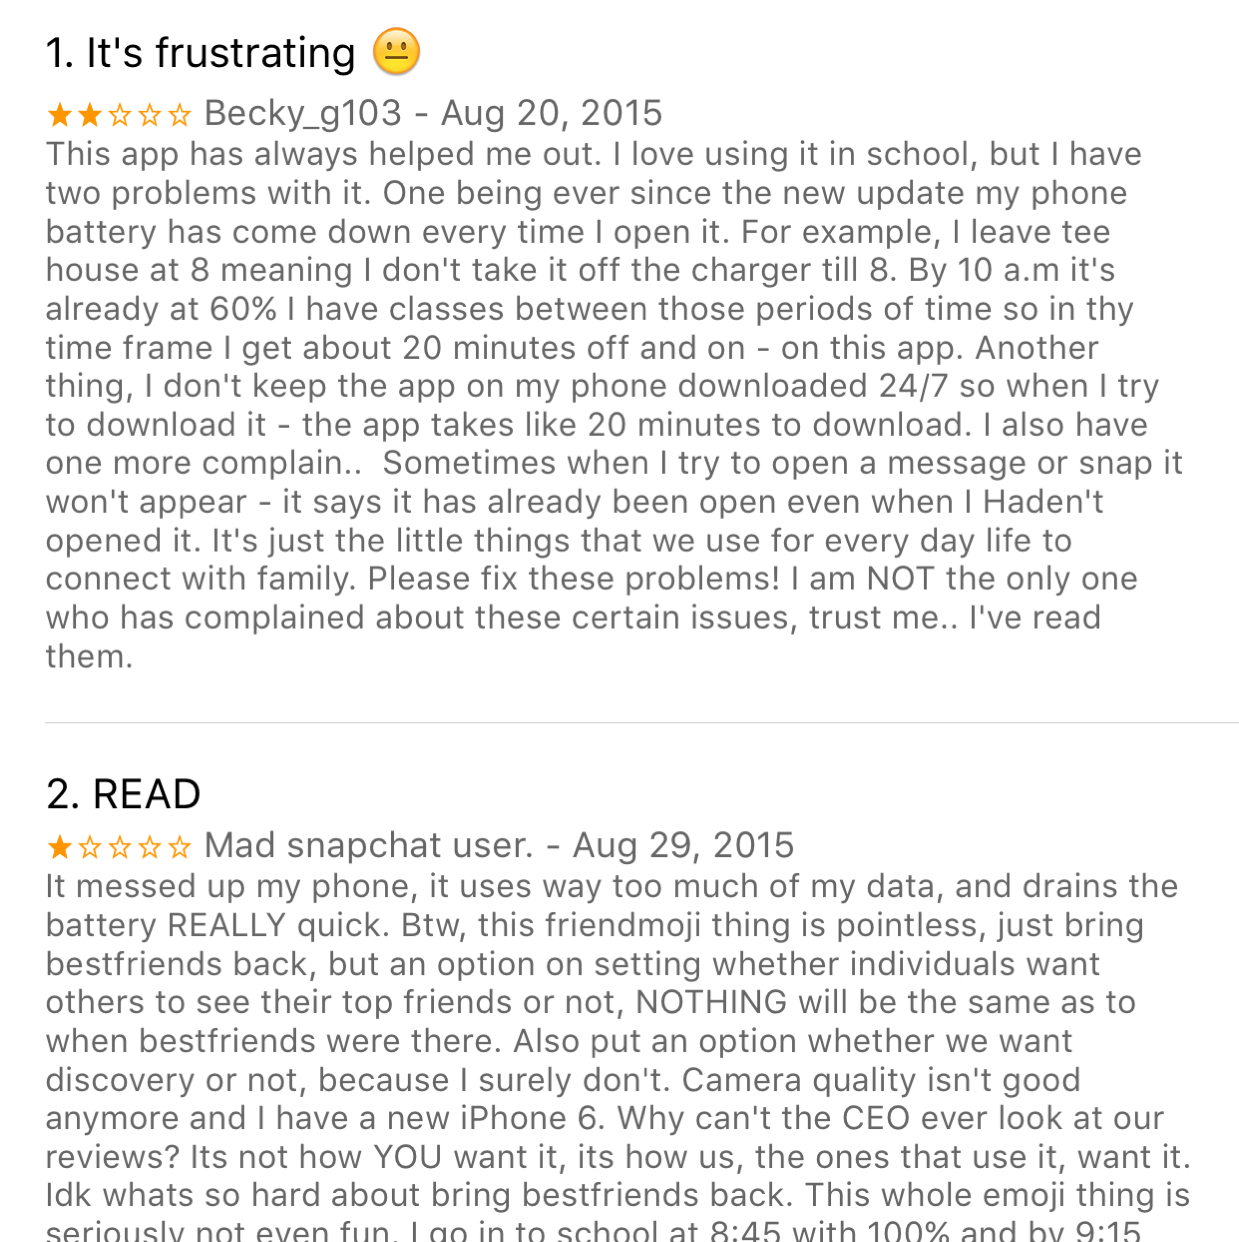 1. It's frustrating 😐
★★☆☆☆ Becky_g103 - Aug 20, 2015
This app has always helped me out. I love using it in school, but I have
two problems with it. One being ever since the new update my phone
battery has come down every time I open it. For example, I leave tee
house at 8 meaning I don't take it off the charger till 8. By 10 a.m it's
already at 60% I have classes between those periods of time so in thy
time frame I get about 20 minutes off and on - on this app. Another
thing, I don't keep the app on my phone downloaded 24/7 so when I try
to download it - the app takes like 20 minutes to download. I also have
one more complain..  Sometimes when I try to open a message or snap it
won't appear - it says it has already been open even when I Haden't
opened it. It's just the little things that we use for every day life to
connect with family. Please fix these problems! I am NOT the only one
who has complained about these certain issues, trust me.. I've read
them.
2. READ
★☆☆☆☆ Mad snapchat user. - Aug 29, 2015
It messed up my phone, it uses way too much of my data, and drains the
battery REALLY quick. Btw, this friendmoji thing is pointless, just bring
bestfriends back, but an option on setting whether individuals want
others to see their top friends or not, NOTHING will be the same as to
when bestfriends were there. Also put an option whether we want
discovery or not, because I surely don't. Camera quality isn't good
anymore and I have a new iPhone 6. Why can't the CEO ever look at our
reviews? Its not how YOU want it, its how us, the ones that use it, want it.
Idk whats so hard about bring bestfriends back. This whole emoji thing is
seriously not even fun. I go in to school at 8:45 with 100% and by 9:15